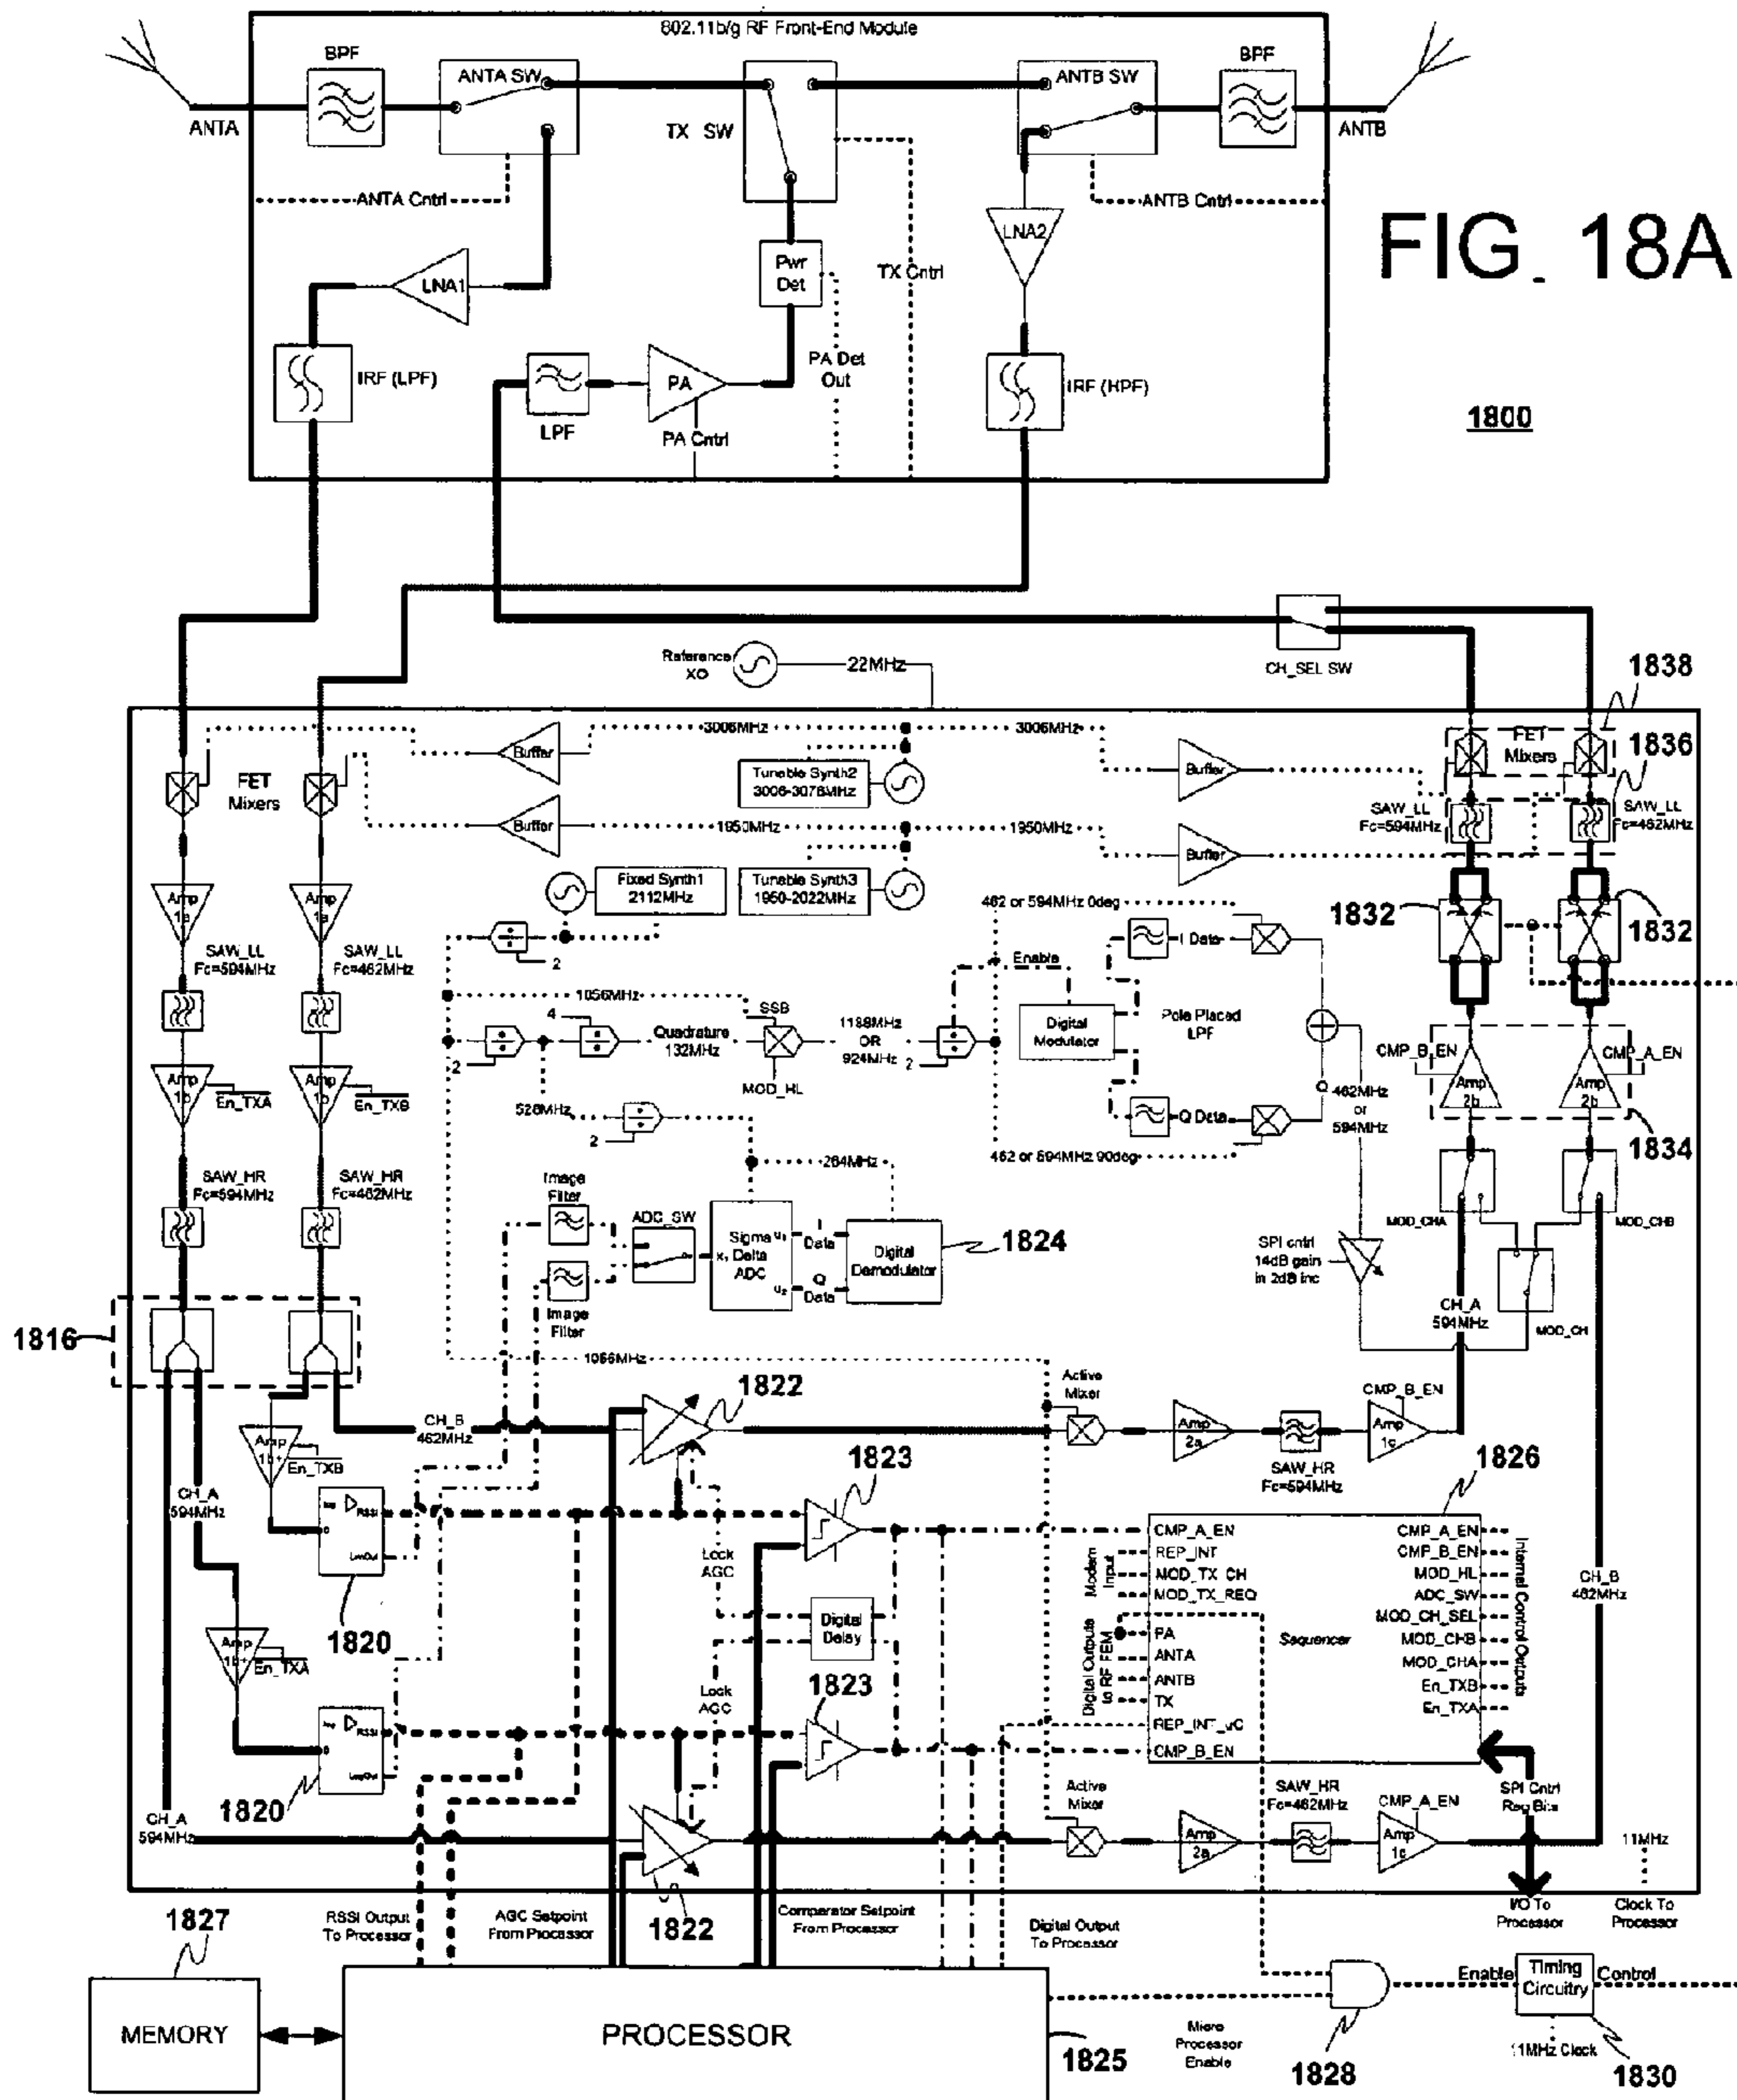 802.11b/g RF Front-End Module
BPF
ANTA SW
ANTB SW
BPF
ANTA
TX SW
ANTB
ANTA Cntrl
ANTB Cntrl
FIG. 18A
LNA1
Pwr
Det
TX Cntrl
LNA2
IRF (LPF)
PA
PA Det
Out
IRF (HPF)
LPF
PA Cntrl
1800
Reference
XO
22MHz
CH_SEL SW
1838
3006MHz
3006MHz
FET
Mixers
Buffer
Tunable Synth2
3006-3078MHz
Buffer
FET
Mixers
1836
SAW_LL
Fc=594MHz
SAW_LL
Fc=462MHz
Buffer
1950MHz
1950MHz
Buffer
Amp
1a
Amp
1a
Fixed Synth1
2112MHz
Tunable Synth3
1950-2022MHz
1832
1832
462 or 594MHz 0deg
I Data
SAW_LL
Fc=594MHz
SAW_LL
Fc=462MHz
2
Enable
1056MHz
SSB
4
Quadrature
132MHz
1188MHz
OR
924MHz
Digital
Modulator
Pole Placed
LPF
2
MOD_HL
2
CMP_B_EN
CMP_A_EN
Amp
1b
En_TXA
Amp
1b
En_TXB
528MHz
2
Q Data
Q
462MHz
or
594MHz
Amp
2b
Amp
2b
1834
264MHz
462 or 594MHz 90deg
SAW_HR
Fc=594MHz
SAW_HR
Fc=462MHz
Image
Filter
ADC_SW
Sigma
Delta
ADC
x₁
u₁
u₂
I
Data
Q
Data
Digital
Demodulator
1824
MOD_CHA
MOD_CHB
SPI cntrl
14dB gain
in 2dB inc
Image
Filter
CH_A
594MHz
MOD_CH
1816
1056MHz
1822
Active
Mixer
CMP_B_EN
CH_B
462MHz
Amp
2a
SAW_HR
Fc=594MHz
Amp
1c
Amp
1b+
En_TXB
1823
1826
CH_A
594MHz
RSSI
LimOut
1820
Lock
AGC
Digital
Delay
Modem
Input
CMP_A_EN
REP_INT
MOD_TX_CH
MOD_TX_REQ
Digital Outputs
to RF FEM
PA
ANTA
ANTB
TX
REP_INT_uC
CMP_B_EN
Sequencer
CMP_A_EN
CMP_B_EN
MOD_HL
ADC_SW
MOD_CH_SEL
MOD_CHB
MOD_CHA
En_TXB
En_TXA
Internal Control Outputs
CH_B
462MHz
Amp
1b+
En_TXA
Lock
AGC
1823
RSSI
1820
CH_A
594MHz
Active
Mixer
Amp
2a
SAW_HR
Fc=462MHz
CMP_A_EN
Amp
1c
SPI Cntrl
Reg Bits
11MHz
1827
RSSI Output
To Processor
AGC Setpoint
From Processor
1822
Comparator Setpoint
From Processor
Digital Output
To Processor
I/O To
Processor
Clock To
Processor
MEMORY
PROCESSOR
1825
Micro
Processor
Enable
1828
Enable
Timing
Circuitry
Control
11MHz Clock
1830